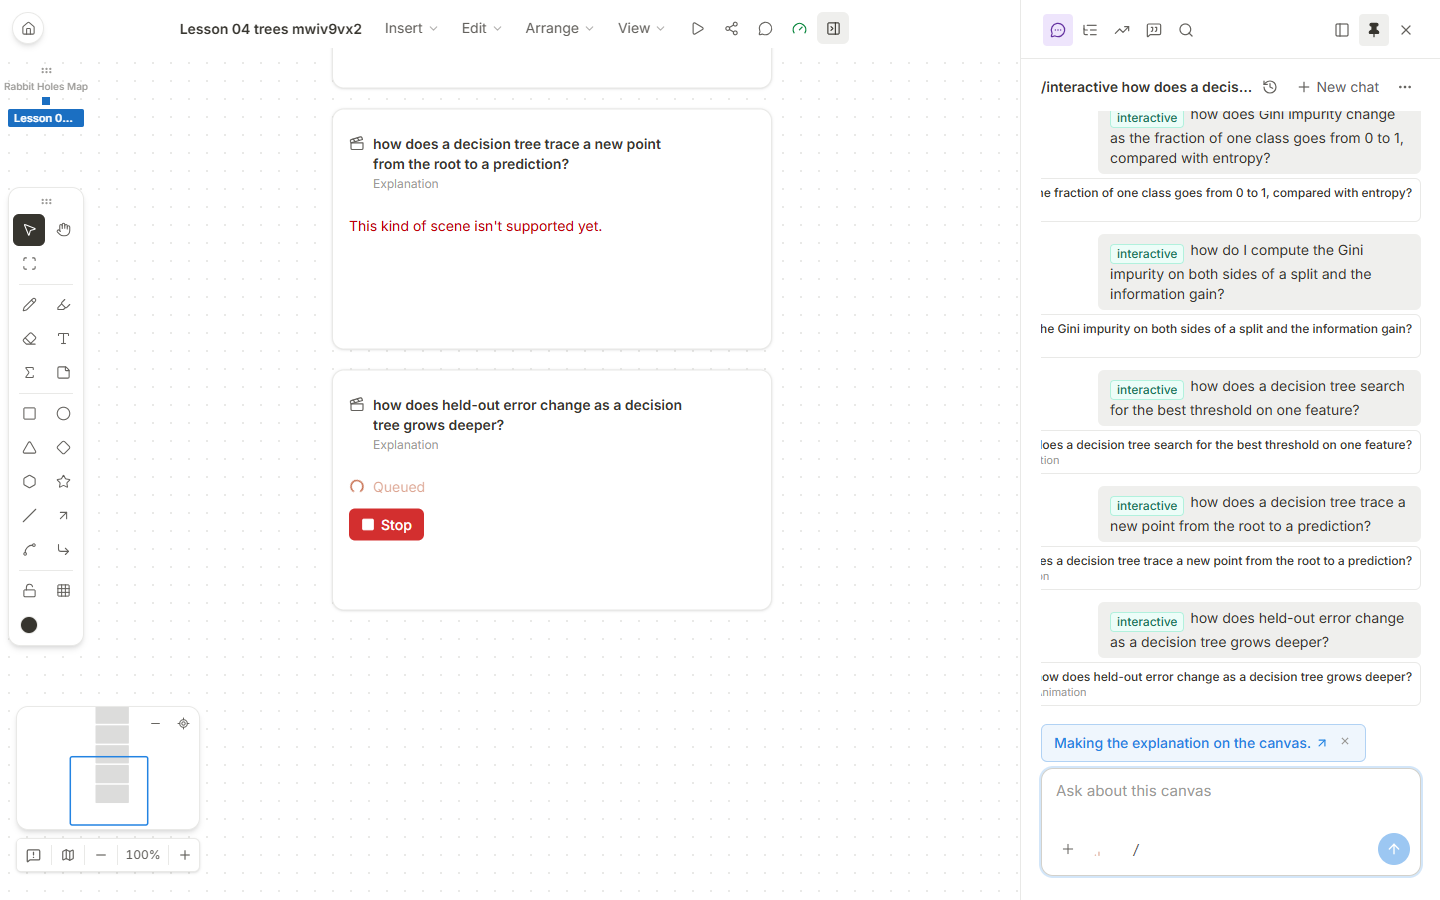 Lesson 04 trees mwiv9vx2
Insert
Edit
Arrange
View
Rabbit Holes Map
Lesson 0...
how does a decision tree trace a new point
from the root to a prediction?
Explanation
This kind of scene isn't supported yet.
how does held-out error change as a decision
tree grows deeper?
Explanation
Queued
Stop
100%
/interactive how does a decis...
New chat
interactive how does Gini impurity change
as the fraction of one class goes from 0 to 1,
compared with entropy?
fraction of one class goes from 0 to 1, compared with entropy?
interactive how do I compute the Gini
impurity on both sides of a split and the
information gain?
Gini impurity on both sides of a split and the information gain?
interactive how does a decision tree search
for the best threshold on one feature?
does a decision tree search for the best threshold on one feature?
interactive how does a decision tree trace a
new point from the root to a prediction?
a decision tree trace a new point from the root to a prediction?
interactive how does held-out error change
as a decision tree grows deeper?
how does held-out error change as a decision tree grows deeper?
Animation
Making the explanation on the canvas.
Ask about this canvas
/